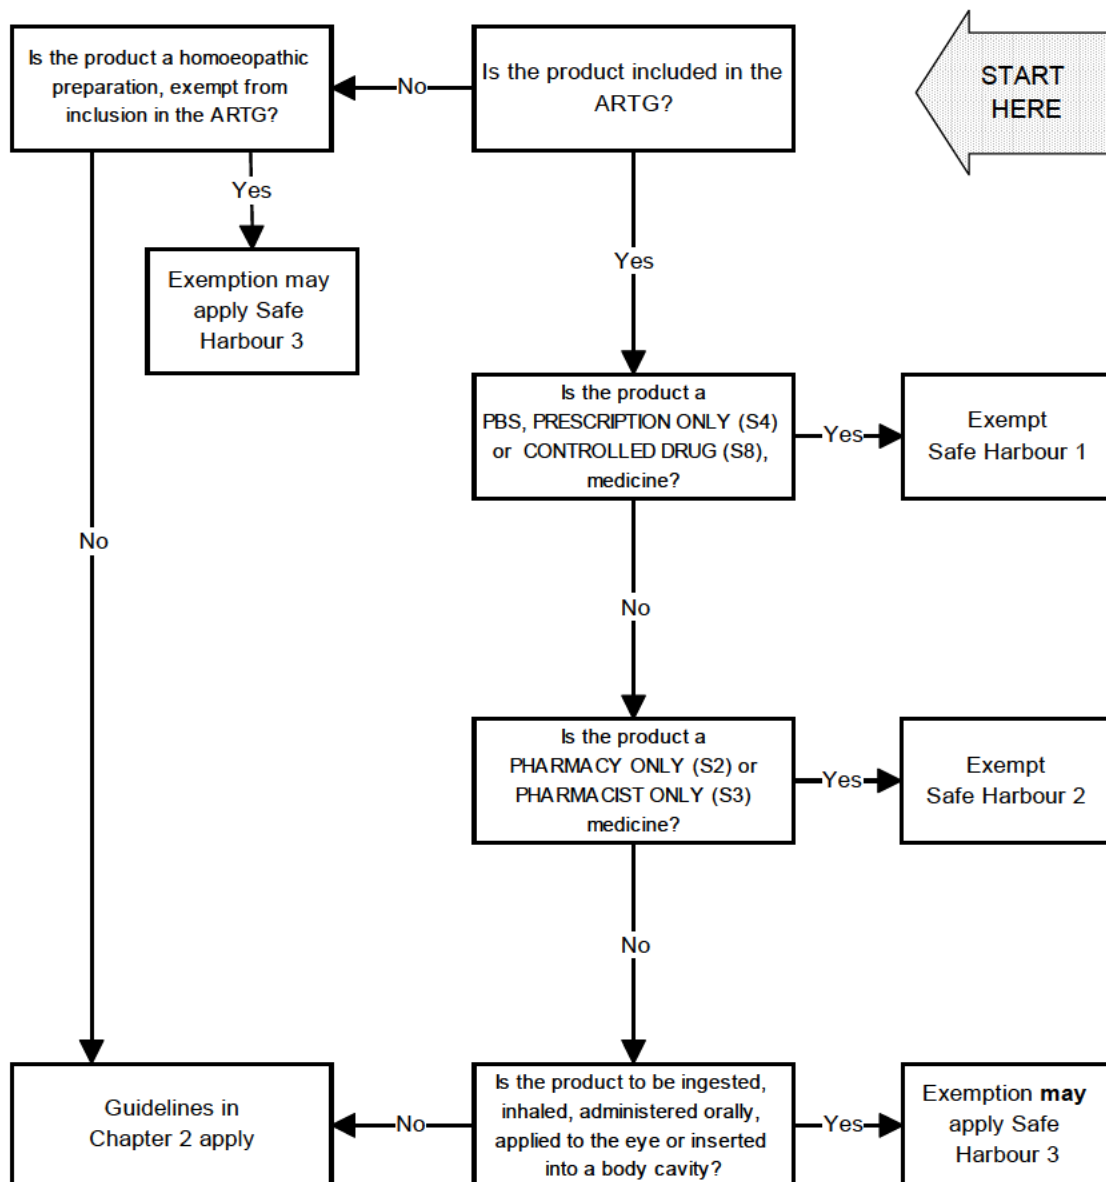 Is the product a homoeopathic
preparation, exempt from
inclusion in the ARTG?
No
Is the product included in the
ARTG?
START
HERE
Yes
Exemption may
apply Safe
Harbour 3
Yes
Is the product a
PBS, PRESCRIPTION ONLY (S4)
or CONTROLLED DRUG (S8),
medicine?
Yes
Exempt
Safe Harbour 1
No
No
Is the product a
PHARMACY ONLY (S2) or
PHARMACIST ONLY (S3)
medicine?
Yes
Exempt
Safe Harbour 2
No
Guidelines in
Chapter 2 apply
No
Is the product to be ingested,
inhaled, administered orally,
applied to the eye or inserted
into a body cavity?
Yes
Exemption may
apply Safe
Harbour 3